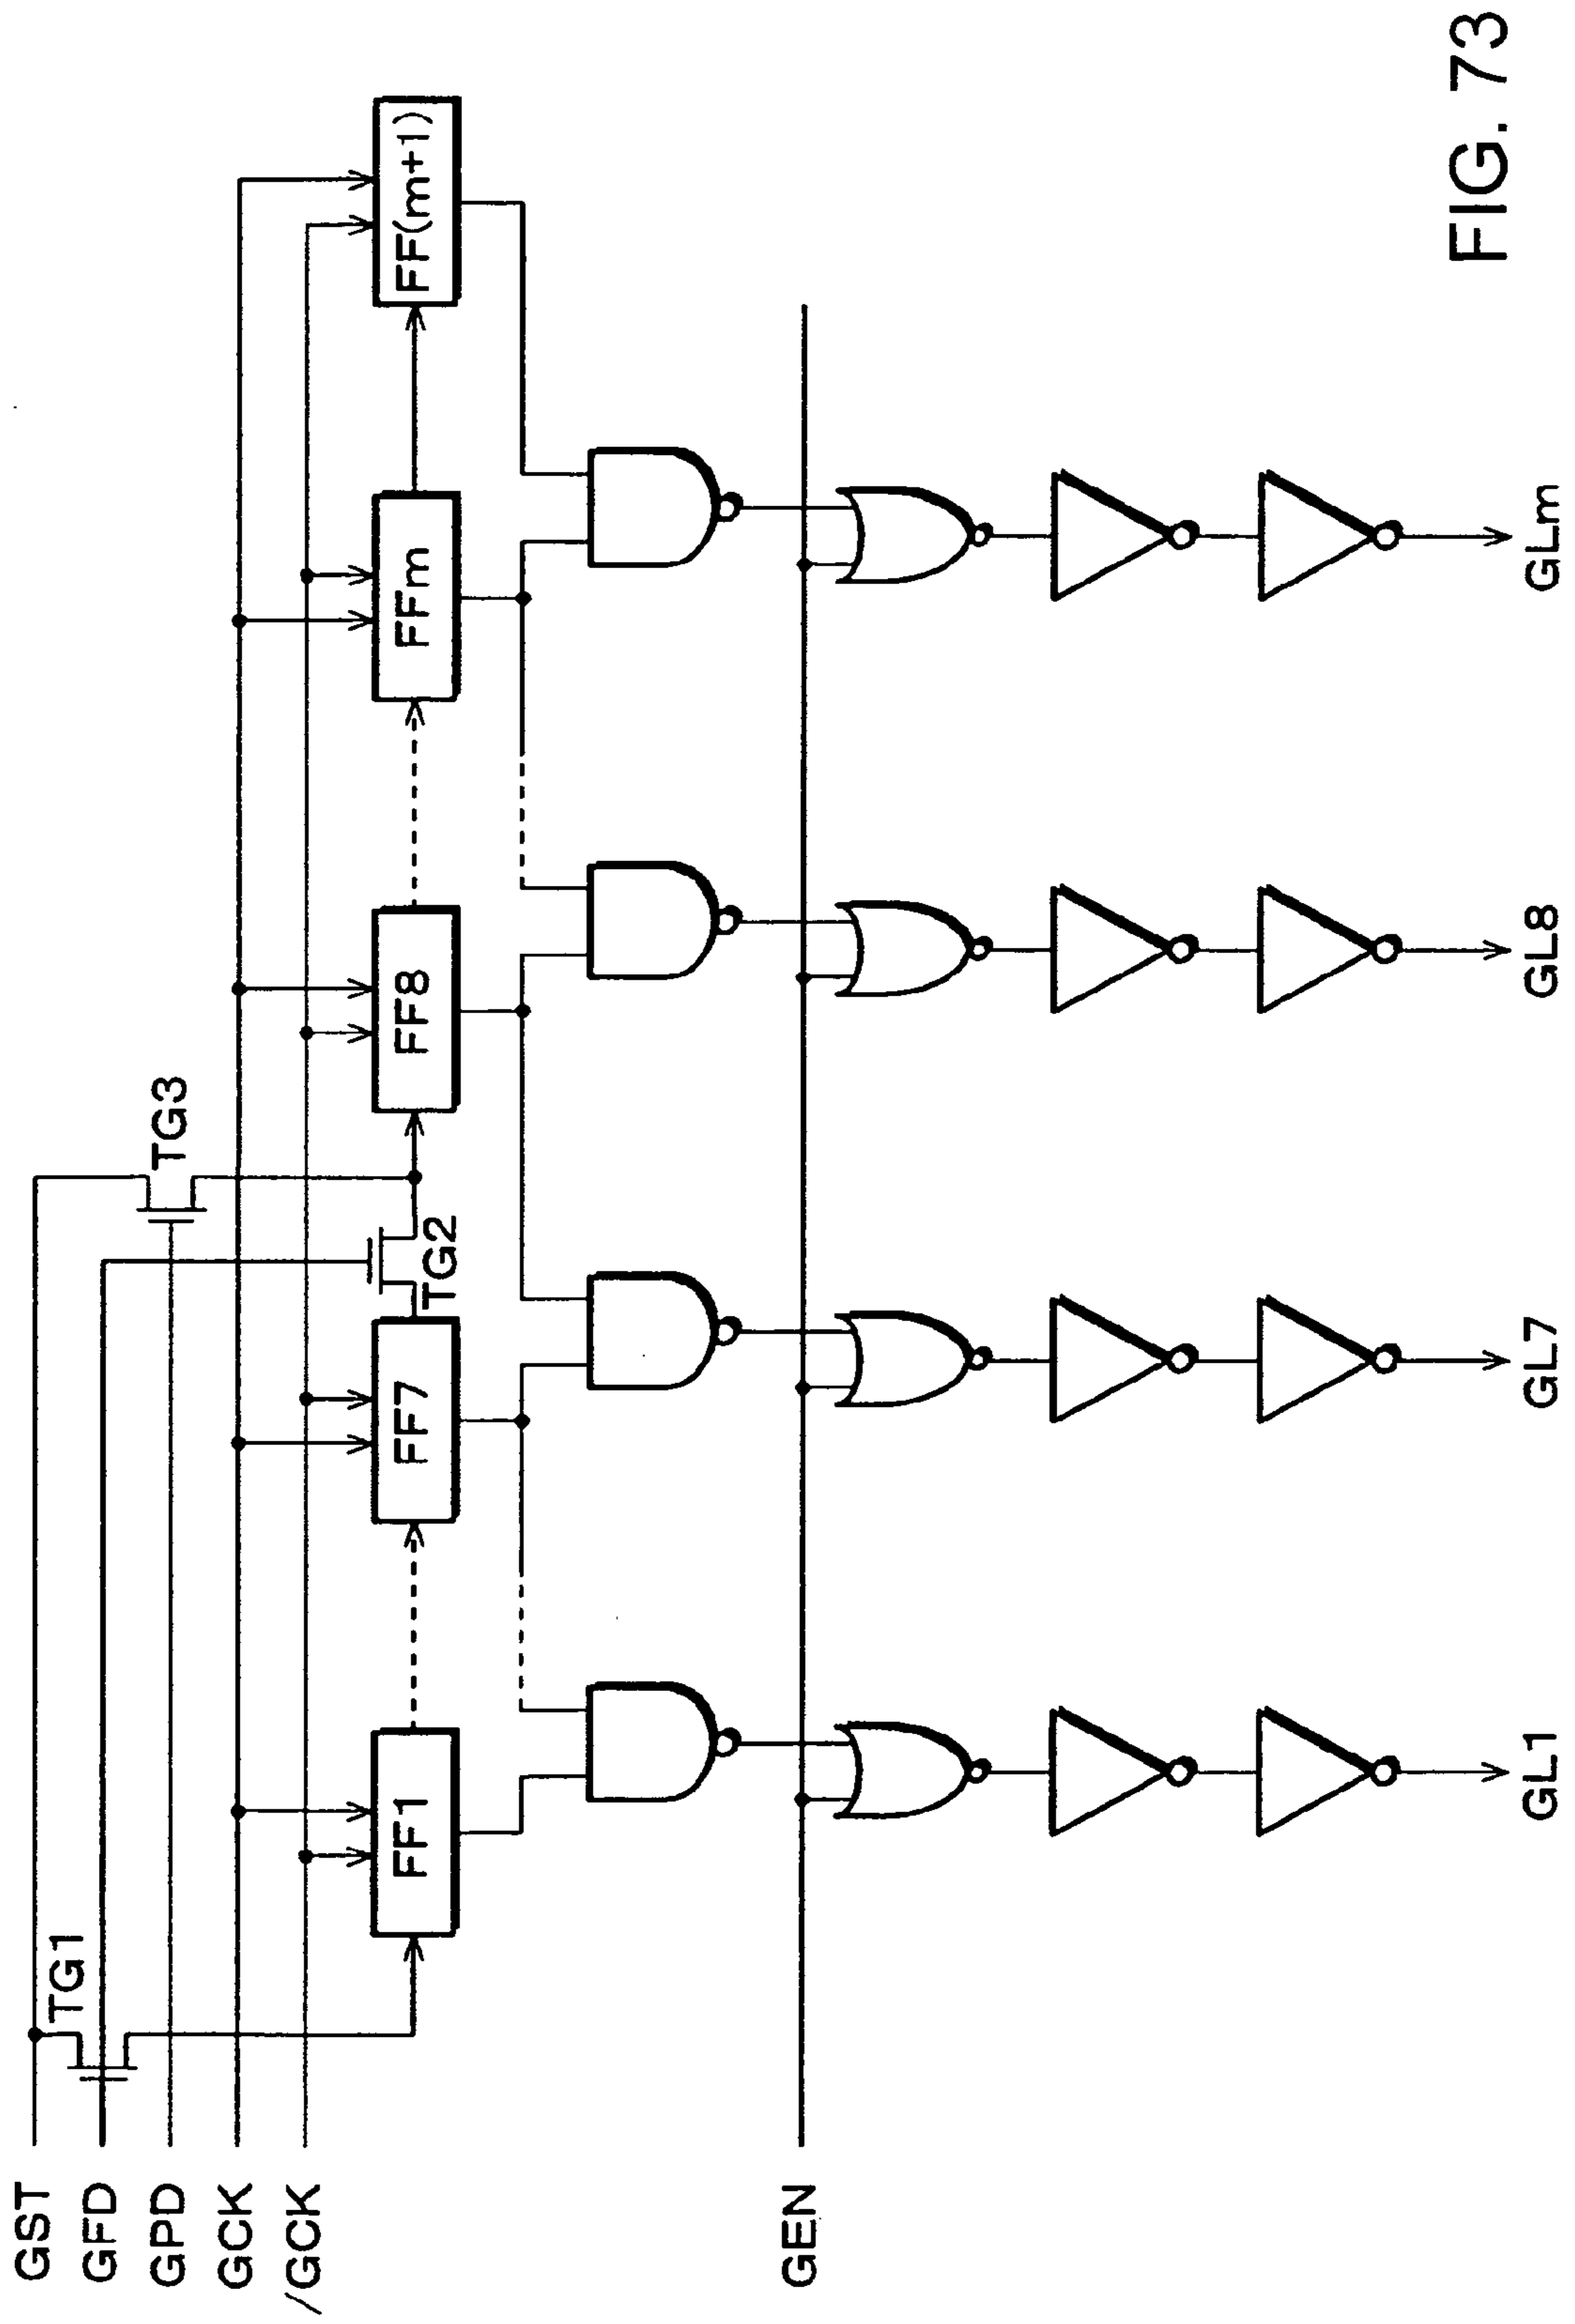 GST
GFD
GPD
GCK
/GCK
GEN
TG1
TG2
TG3
FF1
FF7
FF8
FFm
FF(m+1)
GL1
GL7
GL8
GLm
FIG. 73